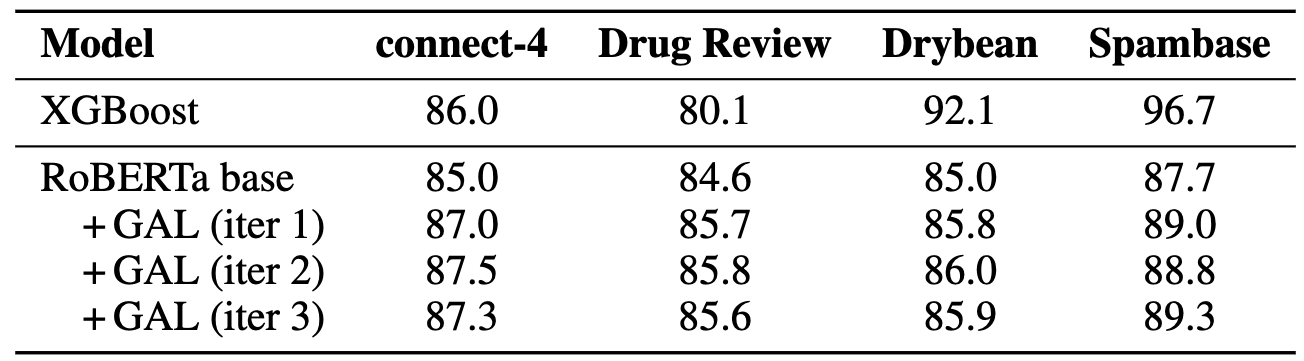 Model connect-4 Drug Review Drybean Spambase
XGBoost 86.0 80.1 92.1 96.7
RoBERTa base 85.0 84.6 85.0 87.7
+ GAL (iter 1) 87.0 85.7 85.8 89.0
+ GAL (iter 2) 87.5 85.8 86.0 88.8
+ GAL (iter 3) 87.3 85.6 85.9 89.3